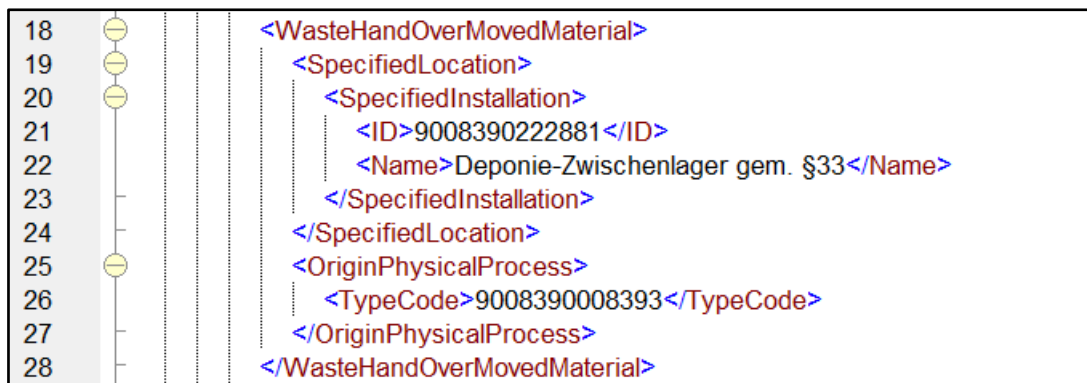 18 <WasteHandOverMovedMaterial>
19 <SpecifiedLocation>
20 <SpecifiedInstallation>
21 <ID>9008390222881</ID>
22 <Name>Deponie-Zwischenlager gem. §33</Name>
23 </SpecifiedInstallation>
24 </SpecifiedLocation>
25 <OriginPhysicalProcess>
26 <TypeCode>9008390008393</TypeCode>
27 </OriginPhysicalProcess>
28 </WasteHandOverMovedMaterial>